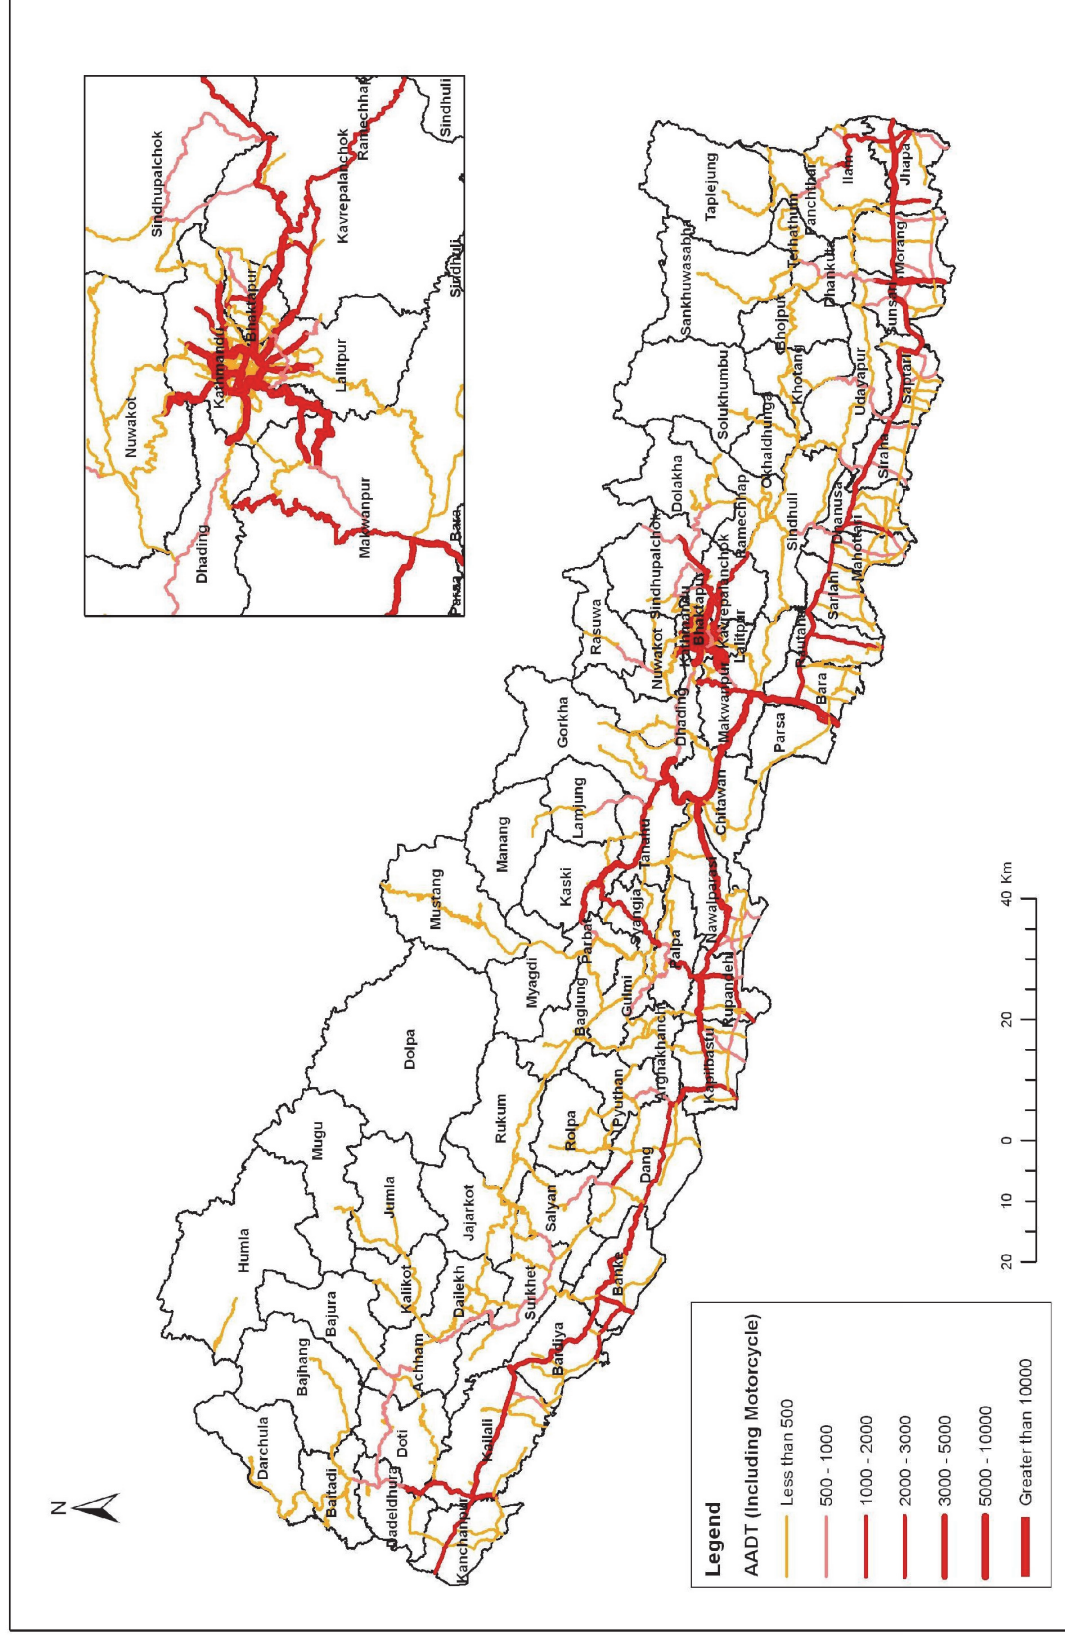 N
Darchula
Humla
Bajhang
Baitadi
Bajura
Mugu
Dadeldhura
Doti
Achham
Kalikot
Jumla
Dolpa
Mustang
Kanchanpur
Kailali
Dailekh
Jajarkot
Rukum
Myagdi
Manang
Surkhet
Salyan
Rolpa
Baglung
Parbat
Kaski
Lamjung
Gorkha
Bardiya
Banke
Dang
Pyuthan
Gulmi
Syangja
Tanahu
Arghakhanchi
Palpa
Kapilbastu
Rupandehi
Nawalparasi
Chitawan
Dhading
Rasuwa
Nuwakot
Sindhupalchok
Kathmandu
Bhaktapur
Lalitpur
Kavrepalanchok
Makwanpur
Parsa
Bara
Rautahat
Sarlahi
Mahottari
Dhanusa
Sindhuli
Ramechhap
Dolakha
Solukhumbu
Okhaldhunga
Khotang
Udayapur
Siraha
Saptari
Sankhuwasabha
Bhojpur
Terhathum
Dhankuta
Sunsari
Morang
Taplejung
Panchthar
Ilam
Jhapa
Sindhupalchok
Nuwakot
Kathmandu
Bhaktapur
Dhading
Lalitpur
Kavrepalanchok
Ramechhap
Makwanpur
Sindhuli
Sindhuli
Parsa
Bara
20 10 0 20 40 Km
Legend
AADT (Including Motorcycle)
Less than 500
500 - 1000
1000 - 2000
2000 - 3000
3000 - 5000
5000 - 10000
Greater than 10000